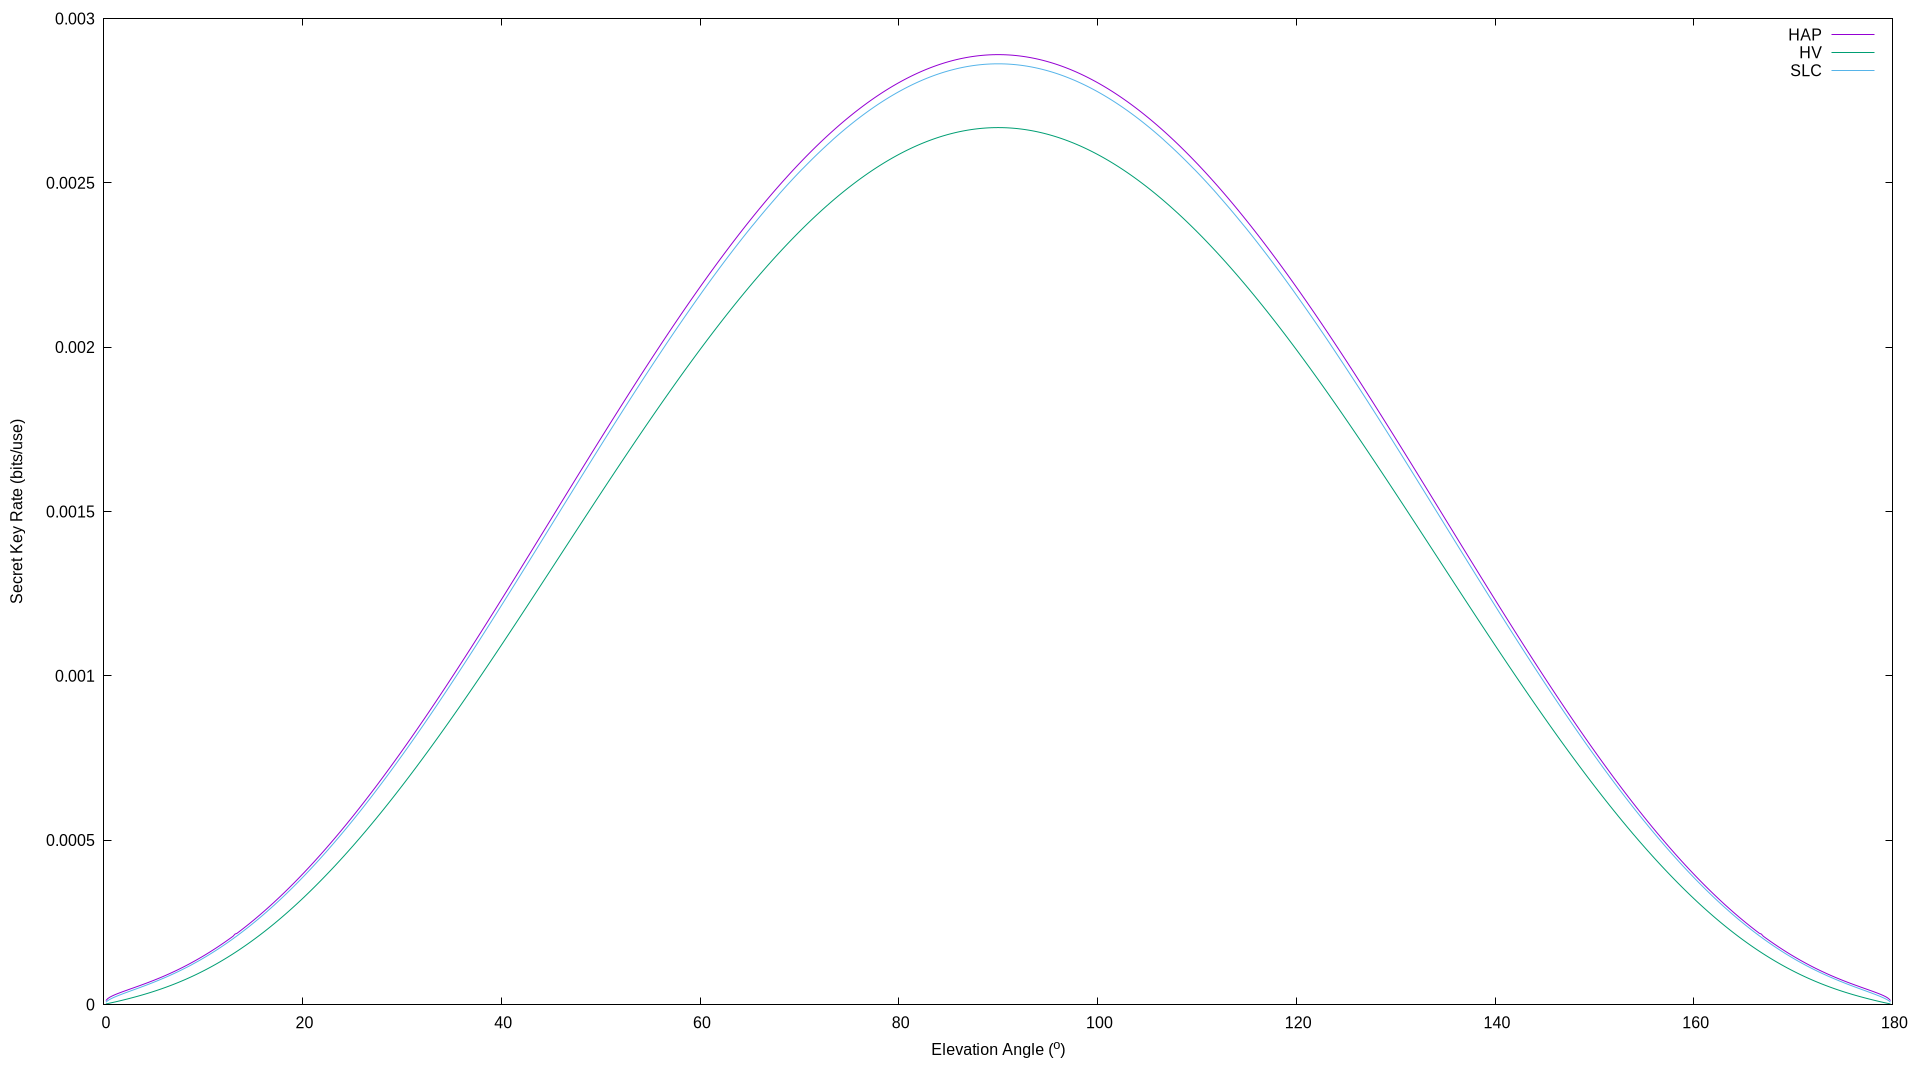 0.003
0.0025
0.002
0.0015
0.001
0.0005
0
Secret Key Rate (bits/use)
HAP
HV
SLC
0 20 40 60 80 100 120 140 160 180
Elevation Angle (º)